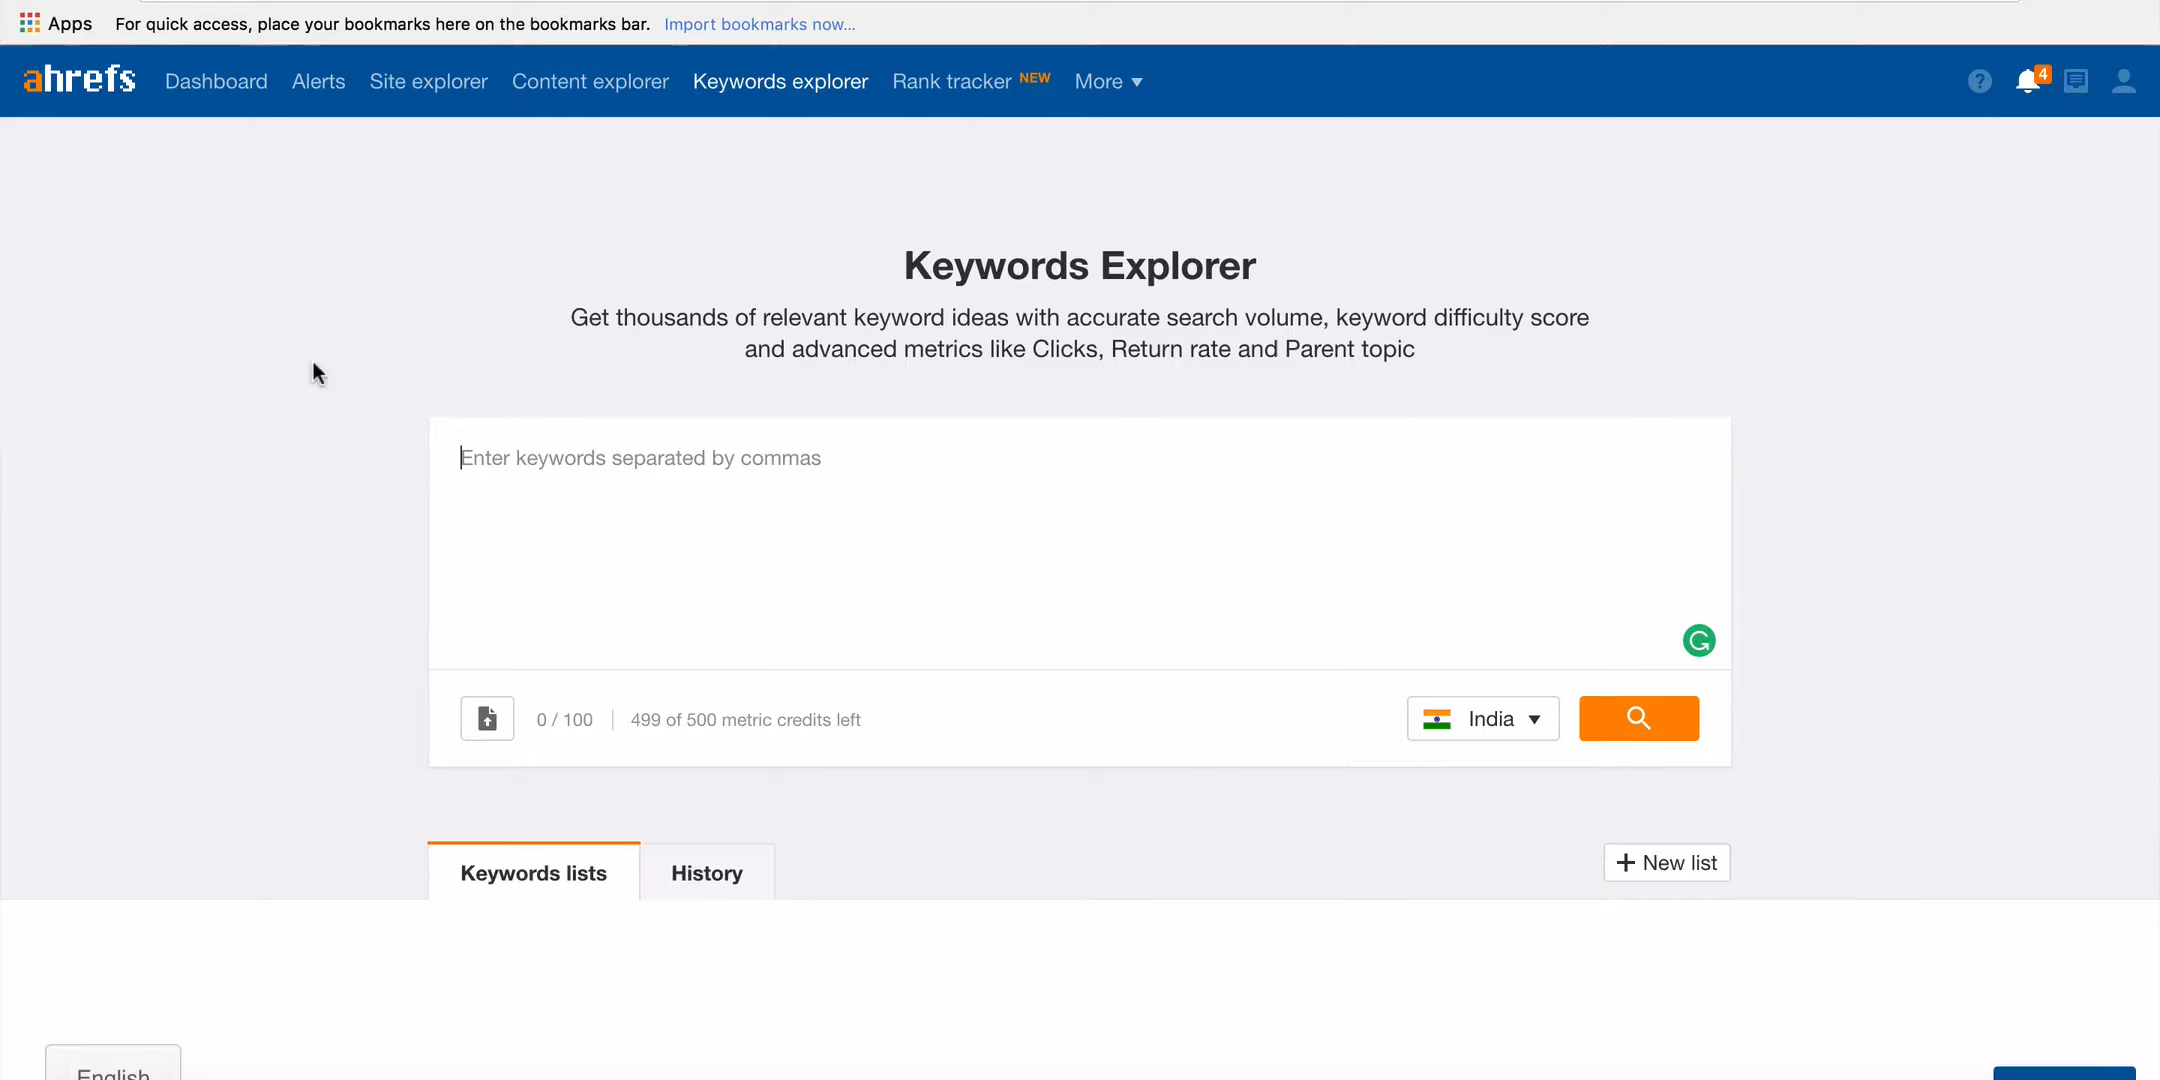 Apps For quick access, place your bookmarks here on the bookmarks bar. Import bookmarks now...
ahrefs Dashboard Alerts Site explorer Content explorer Keywords explorer Rank tracker NEW More ? 4
Keywords Explorer
Get thousands of relevant keyword ideas with accurate search volume, keyword difficulty score
and advanced metrics like Clicks, Return rate and Parent topic
Enter keywords separated by commas
G
0 / 100 499 of 500 metric credits left India
Keywords lists History + New list
English